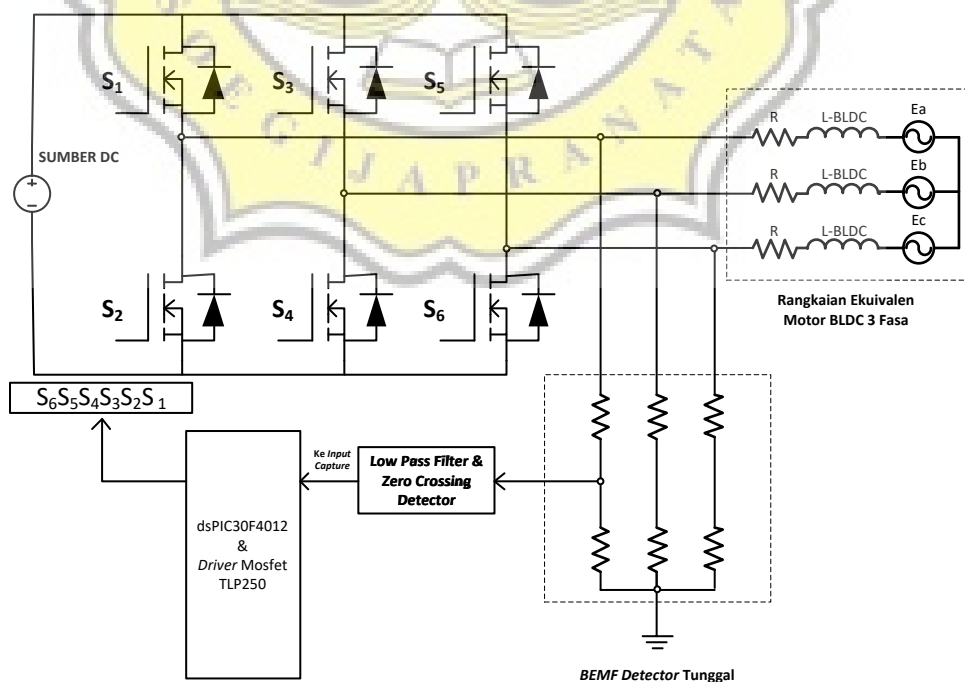 SOEGIJAPRANATA
S1
S3
S5
SUMBER DC
+
−
Ea
R
L-BLDC
Eb
R
L-BLDC
Ec
R
L-BLDC
Rangkaian Ekuivalen
Motor BLDC 3 Fasa
S2
S4
S6
S6S5S4S3S2S1
Ke Input
Capture
Low Pass Filter &
Zero Crossing
Detector
dsPIC30F4012
&
Driver Mosfet
TLP250
BEMF Detector Tunggal